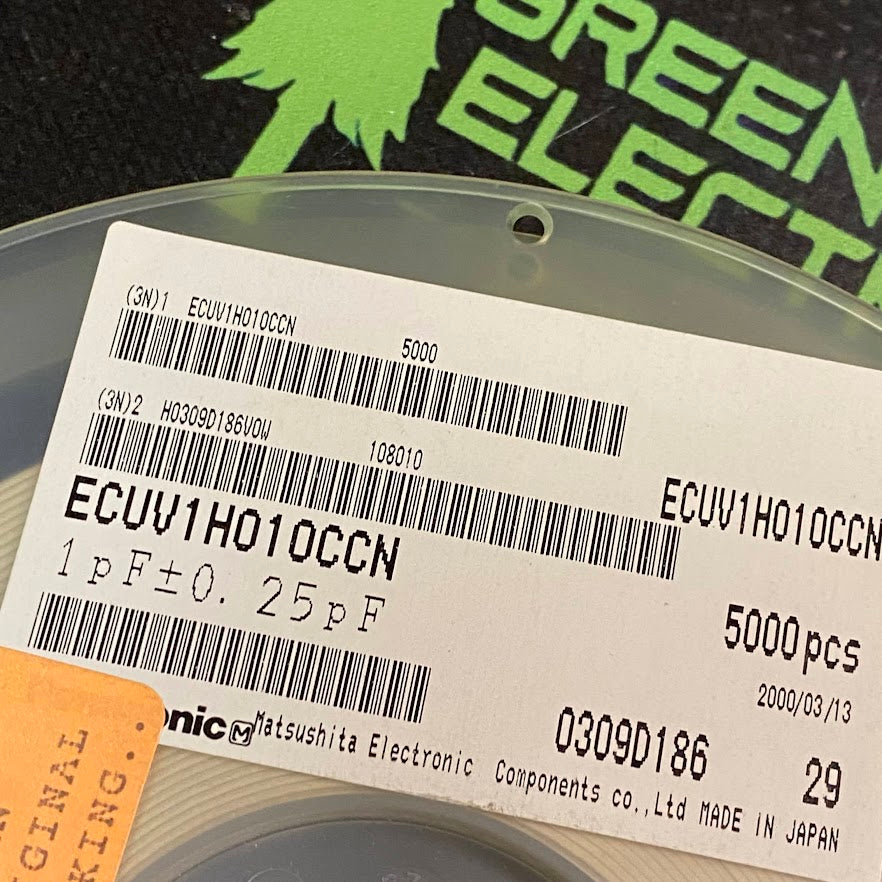 GREEN
ELECT
(3N)1 ECUV1H010CCN 5000
(3N)2 H0309D186V0W 108010
ECUV1H010CCN
ECUV1H010CCN
1pF±0.25pF
5000pcs
2000/03/13
0309D186 29
onic M Matsushita Electronic Components co.,Ltd MADE iN JAPAN
GINAL
KING..